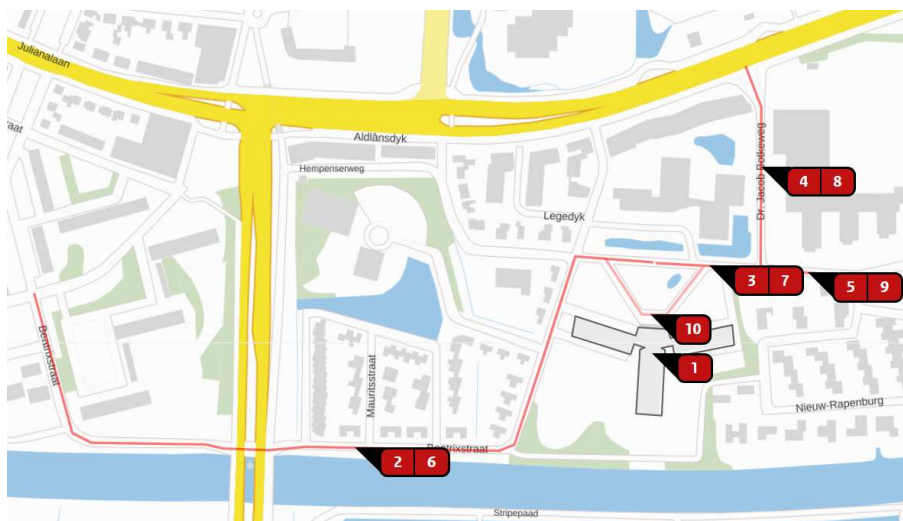 Julianalaan
raat
Aldlânsdyk
Hempenserweg
Dr. Jacob Botkeweg
4 8
Legedyk
3 7
5 9
10
1
Beatrixstraat
Mauritsstraat
Nieuw-Rapenburg
Beatrixstraat
2 6
Stripepaad